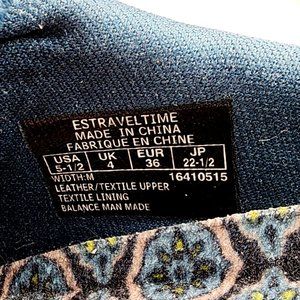 ESTRAVELTIME
MADE IN CHINA
FABRIQUE EN CHINE
USA UK EUR JP
5-1/2 4 36 22-1/2
WIDTH:M 16410515
LEATHER/TEXTILE UPPER
TEXTILE LINING
BALANCE MAN MADE